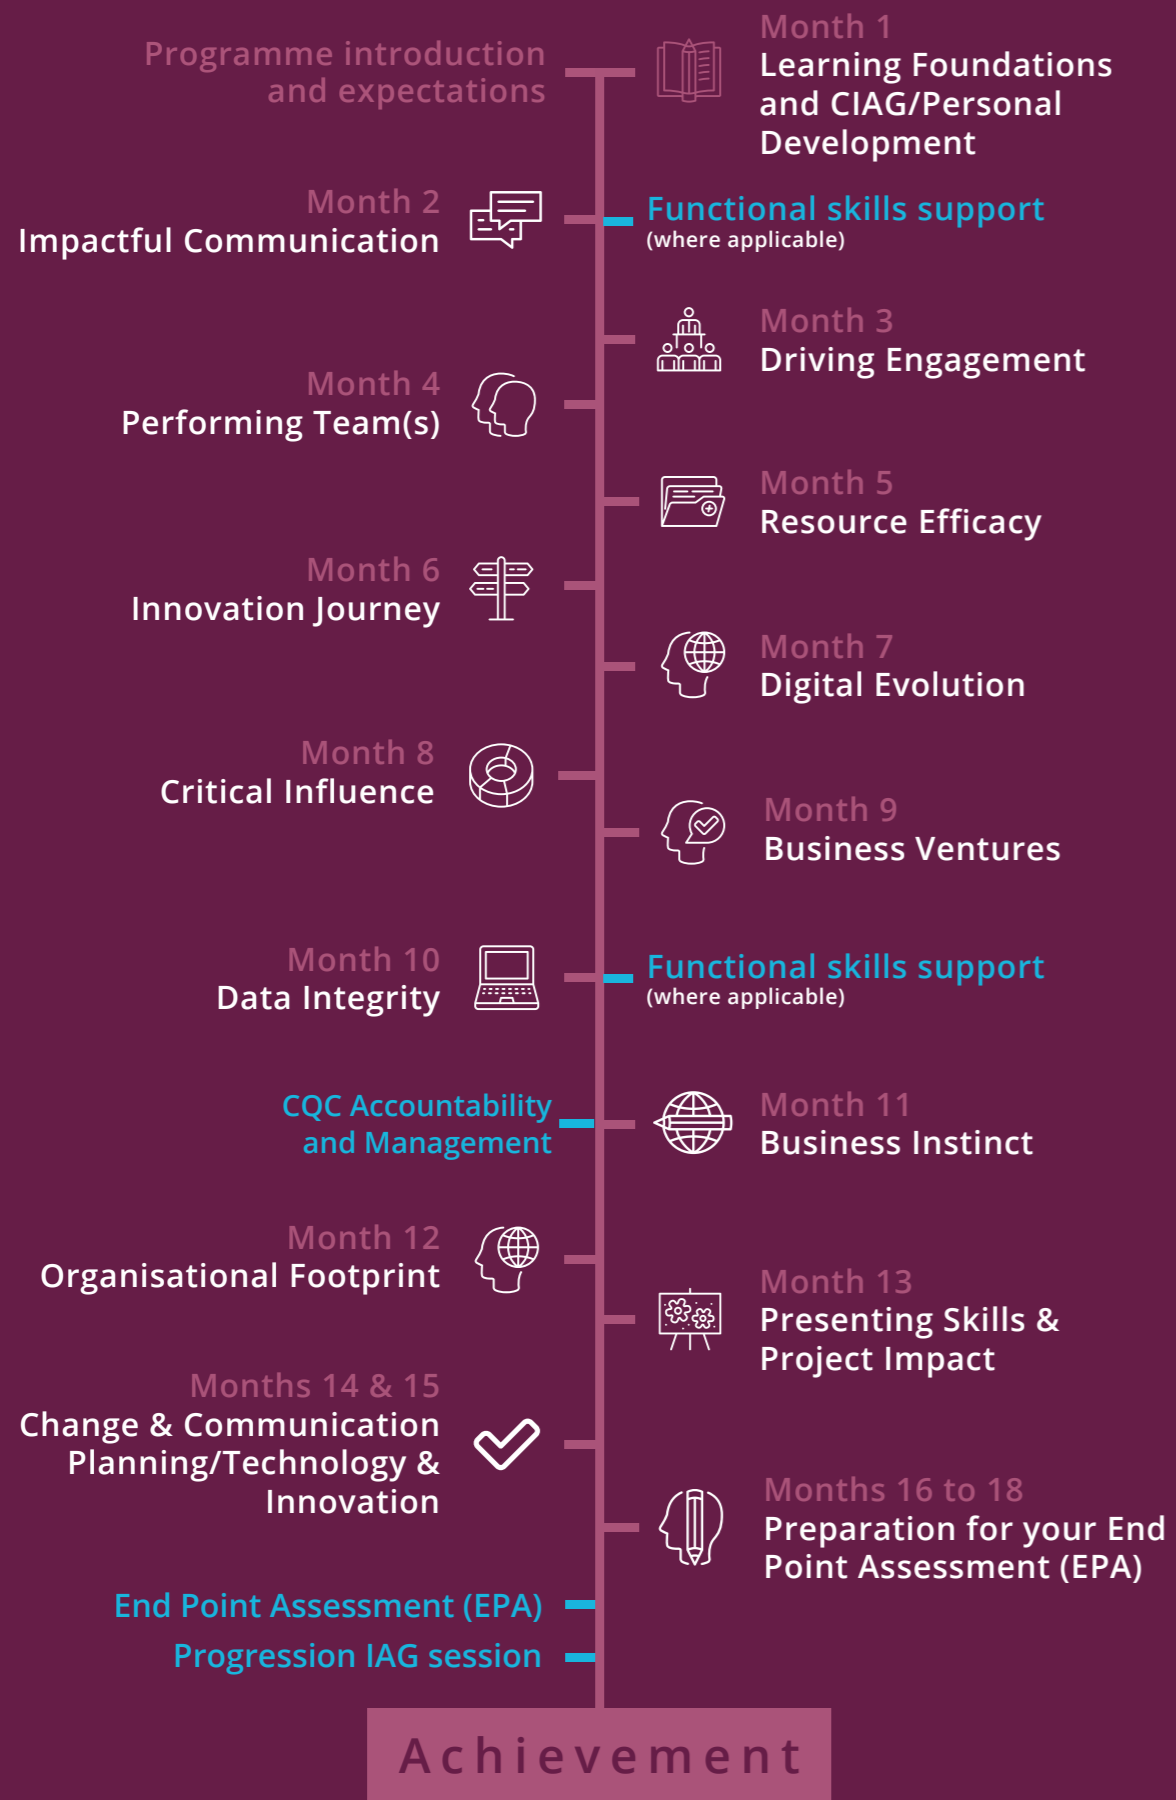 Programme introduction
and expectations
Month 1
Learning Foundations
and CIAG/Personal
Development
Month 2
Impactful Communication
Functional skills support
(where applicable)
Month 3
Driving Engagement
Month 4
Performing Team(s)
Month 5
Resource Efficacy
Month 6
Innovation Journey
Month 7
Digital Evolution
Month 8
Critical Influence
Month 9
Business Ventures
Month 10
Data Integrity
Functional skills support
(where applicable)
CQC Accountability
and Management
Month 11
Business Instinct
Month 12
Organisational Footprint
Month 13
Presenting Skills &
Project Impact
Months 14 & 15
Change & Communication
Planning/Technology &
Innovation
Months 16 to 18
Preparation for your End
Point Assessment (EPA)
End Point Assessment (EPA)
Progression IAG session
Achievement